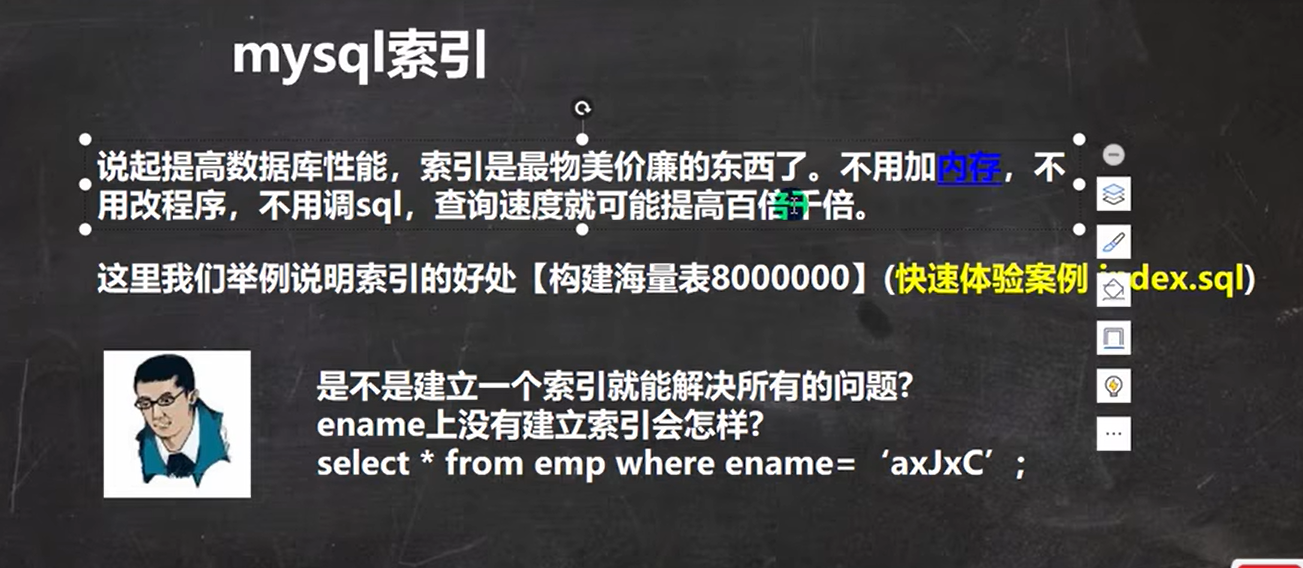 mysql索引
说起提高数据库性能，索引是最物美价廉的东西了。不用加内存，不
用改程序，不用调sql，查询速度就可能提高百倍千倍。
这里我们举例说明索引的好处【构建海量表8000000】(快速体验案例 index.sql)
是不是建立一个索引就能解决所有的问题?
ename上没有建立索引会怎样?
select * from emp where ename=‘axJxC’;